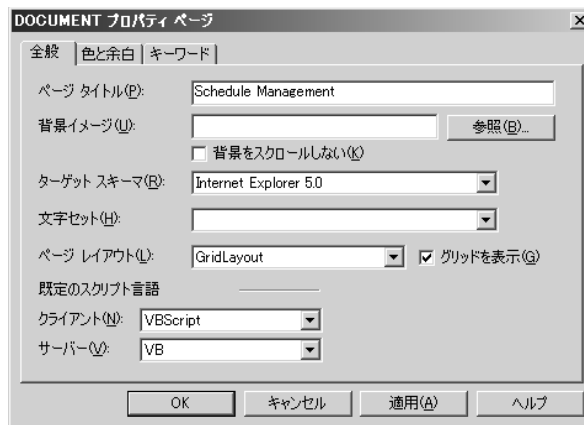 DOCUMENT プロパティ ページ
全般 色と余白 キーワード
ページ タイトル(P): Schedule Management
背景イメージ(U): 参照(B)...
背景をスクロールしない(K)
ターゲット スキーマ(R): Internet Explorer 5.0
文字セット(H):
ページ レイアウト(L): GridLayout グリッドを表示(G)
既定のスクリプト言語
クライアント(N): VBScript
サーバー(V): VB
OK キャンセル 適用(A) ヘルプ